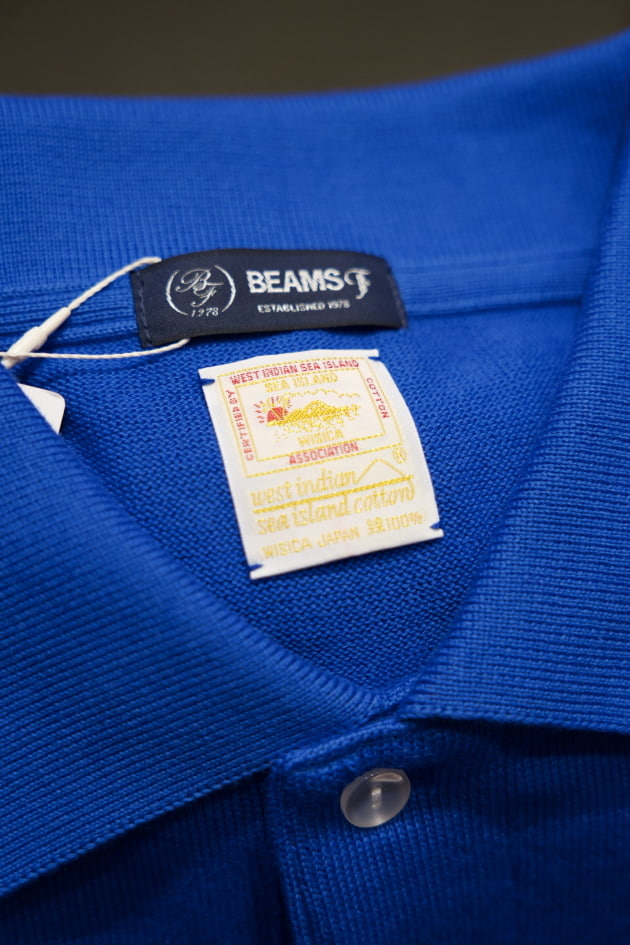 BF
1978
BEAMS F
ESTABLISHED 1978
WEST INDIAN SEA ISLAND
CERTIFIED BY
COTTON
SEA ISLAND
WISICA
ASSOCIATION
west indian ®
sea island cotton
WISICA JAPAN 綿100%